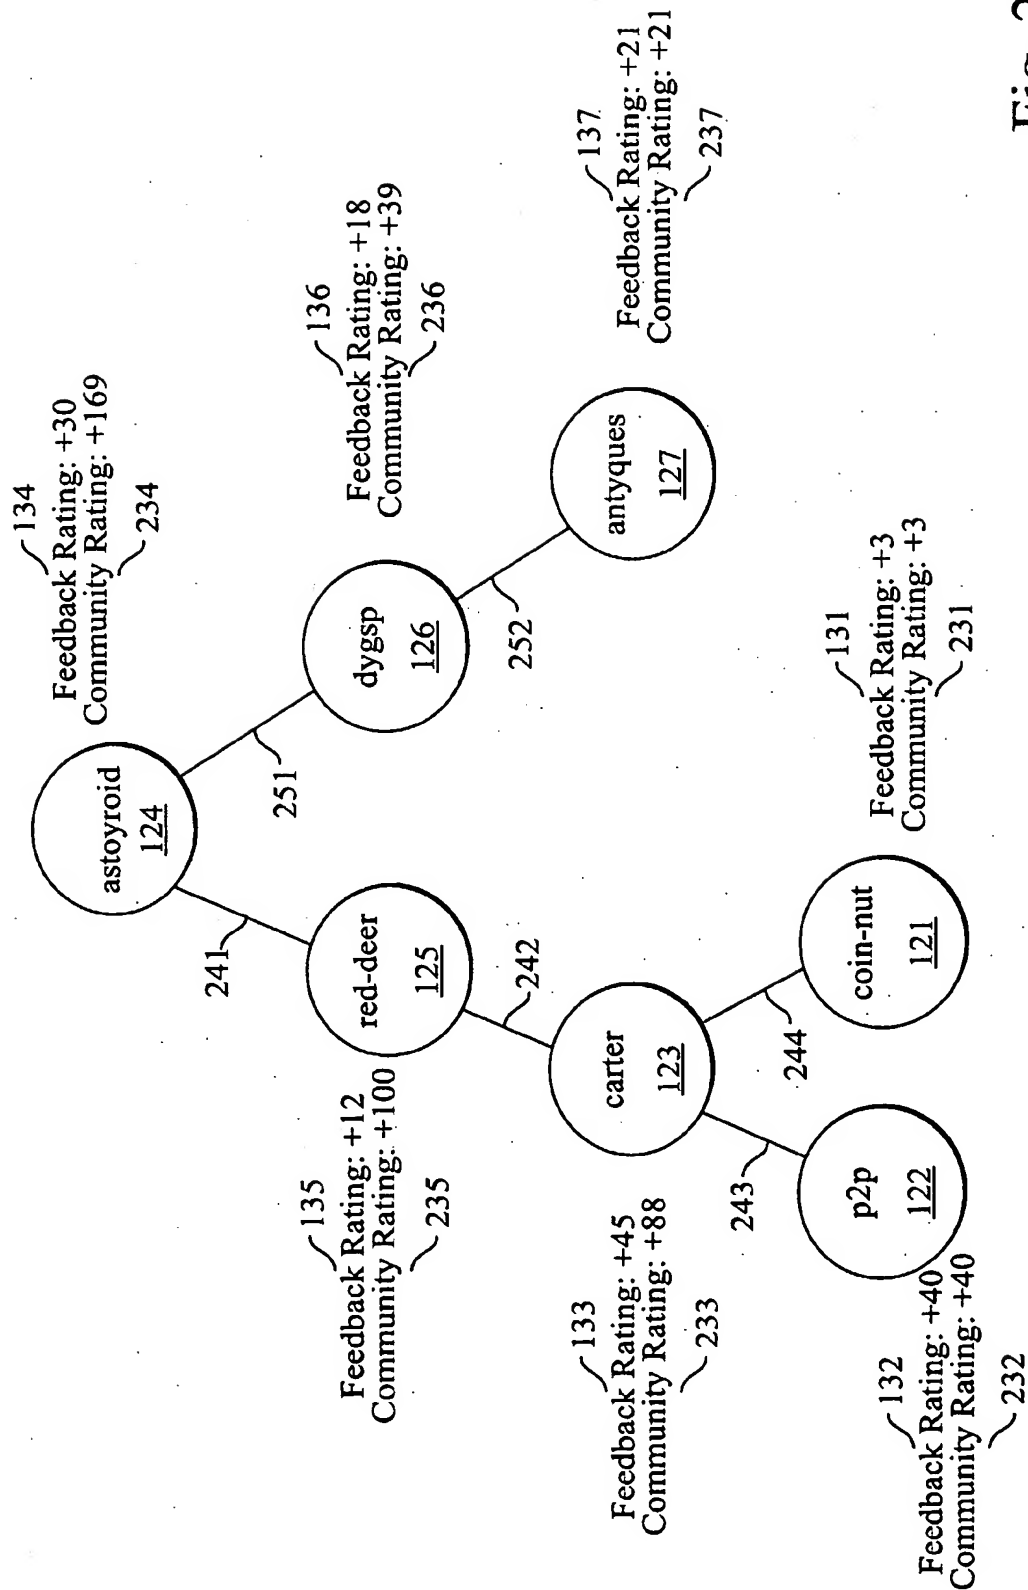 134
Feedback Rating: +30
Community Rating: +169
234
astoyroid
124
241
251
135
Feedback Rating: +12
Community Rating: +100
235
red-deer
125
dygsp
126
136
Feedback Rating: +18
Community Rating: +39
236
242
252
133
Feedback Rating: +45
Community Rating: +88
233
carter
123
antyques
127
137
Feedback Rating: +21
Community Rating: +21
237
243
244
132
Feedback Rating: +40
Community Rating: +40
232
p2p
122
coin-nut
121
131
Feedback Rating: +3
Community Rating: +3
231
Fig. 2